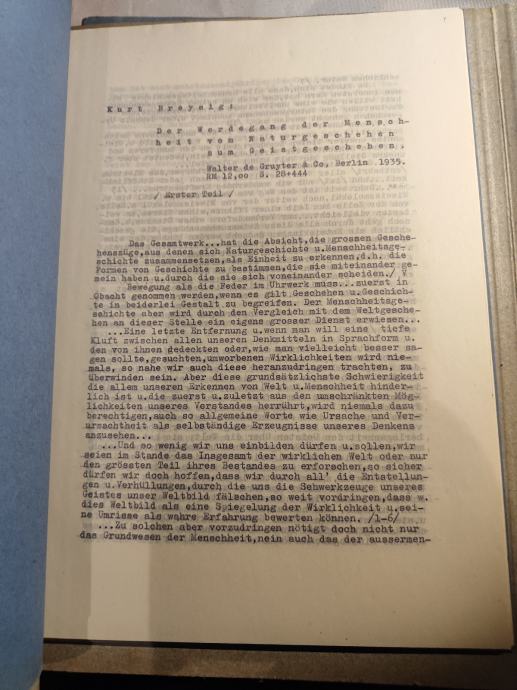 Kurt Breysig:
Der Werdegang der Mensch-
heit vom Naturgeschehen
zum Geistgeschehen.
Walter de Gruyter & Co, Berlin 1935.
RM 12,00 S. 28+444
/ Erster Teil /
Das Gesamtwerk...hat die Absicht,die grossen Gesche-
henszüge,aus denen sich Naturgeschichte u.Menschheitsge-
schichte zusammensetzen,als Einheit zu erkennen,d.h. die
Formen von Geschichte zu bestimmen,die sie miteinander ge-
mein haben u.durch die sie sich voneinander scheiden./ V
Bewegung als die Feder im Uhrwerk muss...zuerst in
Obacht genommen werden,wenn es gilt Geschehen u.Geschich-
te in beiderlei Gestalt zu begreifen. Der Menschheitsge-
schichte aber wird durch den Vergleich mit dem Weltgesche-
hen an dieser Stelle ein eigens grosser Dienst erwiesen...
...Eine letzte Entfernung u.wenn man will eine tiefe
Kluft zwischen allen unseren Denkmitteln in Sprachform u.
den von ihnen gedeckten oder,wie man vielleicht besser sa-
gen sollte,gesuchten,umworbenen Wirklichkeiten wird nie-
mals, so nahe wir auch diese heranzudringen trachten, zu
überwinden sein. Aber diese grundsätzlichste Schwierigkeit
die allem unseren Erkennen von Welt u.Menschheit hinder-
lich ist u.die zuerst u.zuletzt aus den umschränkten Mög-
lichkeiten unseres Verstandes herrührt,wird niemals dazu
berechtigen,auch so allgemeine Worte wie Ursache und Ver-
ursachtheit als selbständige Erzeugnisse unseres Denkens
anzusehen...
...Und so wenig wir uns einbilden dürfen u.sollen,wir
seien im Stande das Insgesamt der wirklichen Welt oder nur
den grössten Teil ihres Bestandes zu erforschen,so sicher
dürfen wir doch hoffen,dass wir durch all' die Entstellun-
gen u.Verhüllungen,durch die uns die Sehwerkzeuge unseres
Geistes unser Weltbild fälschen,so weit vordringen,dass w.
dies Weltbild als eine Spiegelung der Wirklichkeit u.sei-
ne Umrisse als wahre Erfahrung bewerten können. /1-6/
...Zu solchen aber vorzudringen nötigt doch nicht nur
das Grundwesen der Menschheit,nein auch das der aussermen-